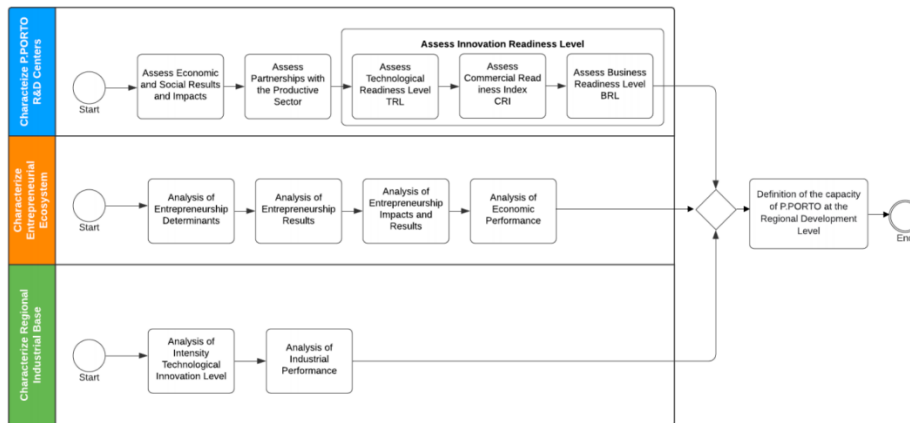 Characterize P.PORTO
R&D Centers
Start
Assess Economic
and Social Results
and Impacts
Assess
Partnerships with
the Productive
Sector
Assess Innovation Readiness Level
Assess
Technological
Readiness Level
TRL
Assess
Commercial Read
iness Index
CRI
Assess Business
Readiness Level
BRL
Characterize
Entrepreneurial
Ecosystem
Start
Analysis of
Entrepreneurship
Determinants
Analysis of
Entrepreneurship
Results
Analysis of
Entrepreneurship
Impacts and
Results
Analysis of
Economic
Performance
Definition of the capacity
of P.PORTO at the
Regional Development
Level
End
Characterize Regional
Industrial Base
Start
Analysis of
Intensity
Technological
Innovation Level
Analysis of
Industrial
Performance